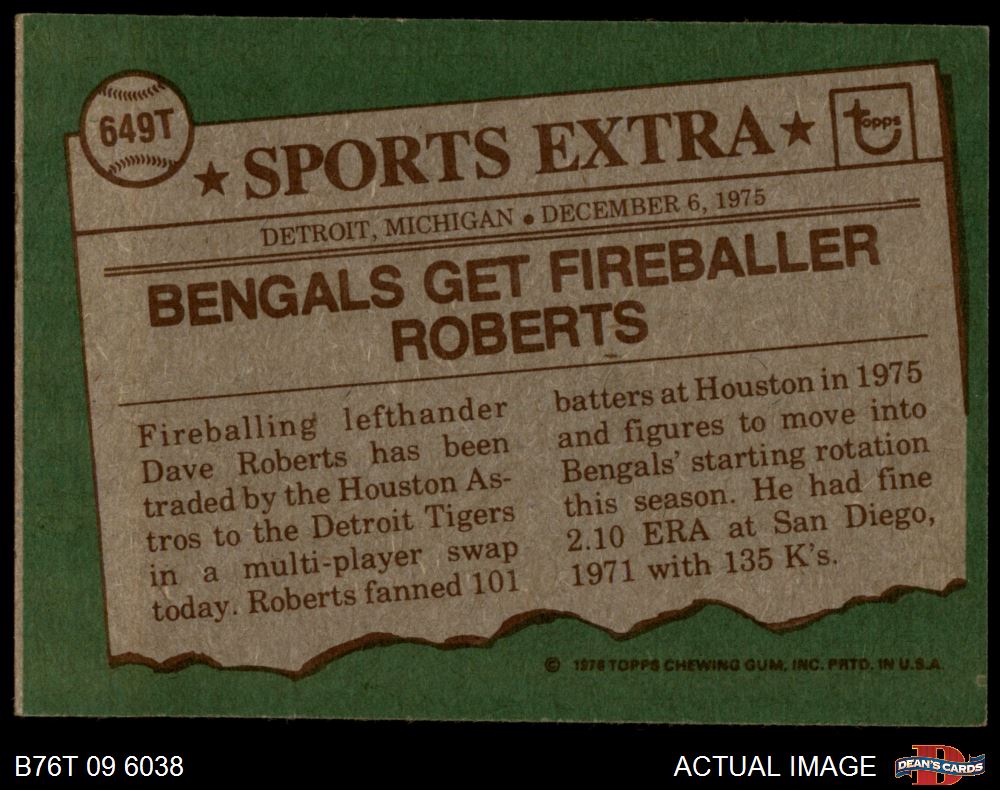 649T
★ SPORTS EXTRA ★
topps
DETROIT, MICHIGAN • DECEMBER 6, 1975
BENGALS GET FIREBALLER
ROBERTS
Fireballing lefthander
Dave Roberts has been
traded by the Houston As-
tros to the Detroit Tigers
in a multi-player swap
today. Roberts fanned 101
batters at Houston in 1975
and figures to move into
Bengals' starting rotation
this season. He had fine
2.10 ERA at San Diego,
1971 with 135 K's.
© 1976 TOPPS CHEWING GUM, INC. PRTD. IN U.S.A.
B76T 09 6038
ACTUAL IMAGE
DEAN'S CARDS